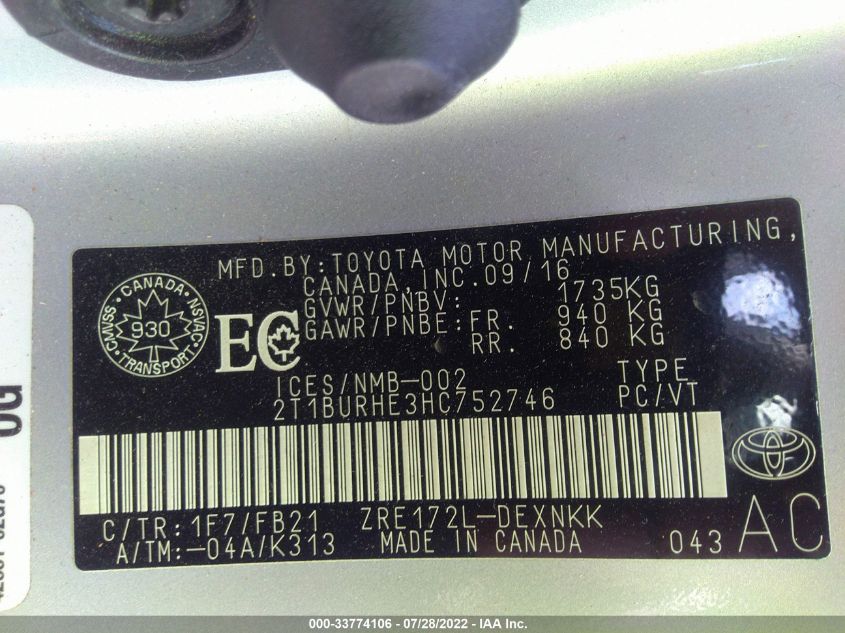 MFD. BY: TOYOTA MOTOR MANUFACTURING,
CANADA, INC. 09/16
GVWR/PNBV: 1735KG
GAWR/PNBE: FR. 940 KG
RR. 840 KG
CANADA
CMVSS NSVAC
930
TRANSPORT
EC
ICES/NMB-002
TYPE
2T1BURHE3HC752746 PC/VT
C/TR: 1F7/FB21 ZRE172L-DEXNKK
A/TM: -04A/K313 MADE IN CANADA 043 AC
OG
000-33774106 - 07/28/2022 - IAA Inc.